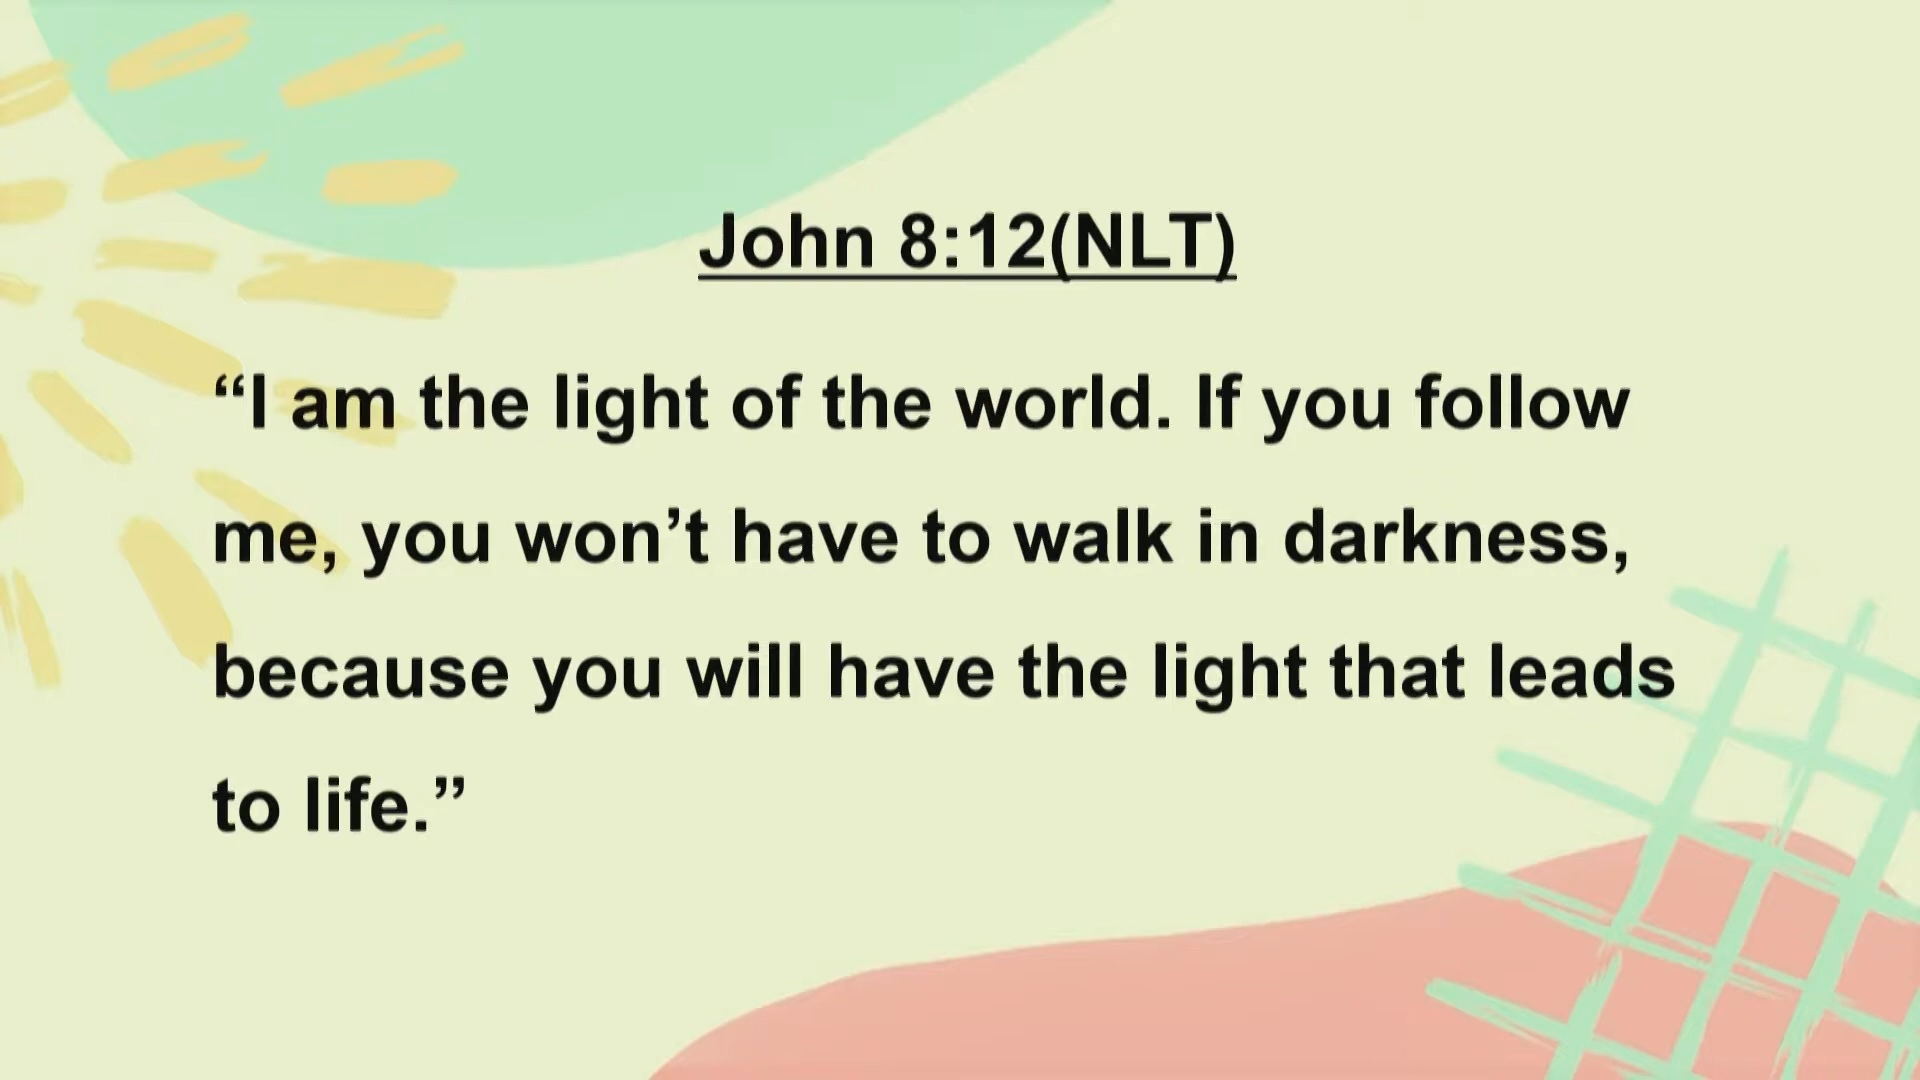 John 8:12(NLT)
“I am the light of the world. If you follow
me, you won’t have to walk in darkness,
because you will have the light that leads
to life.”